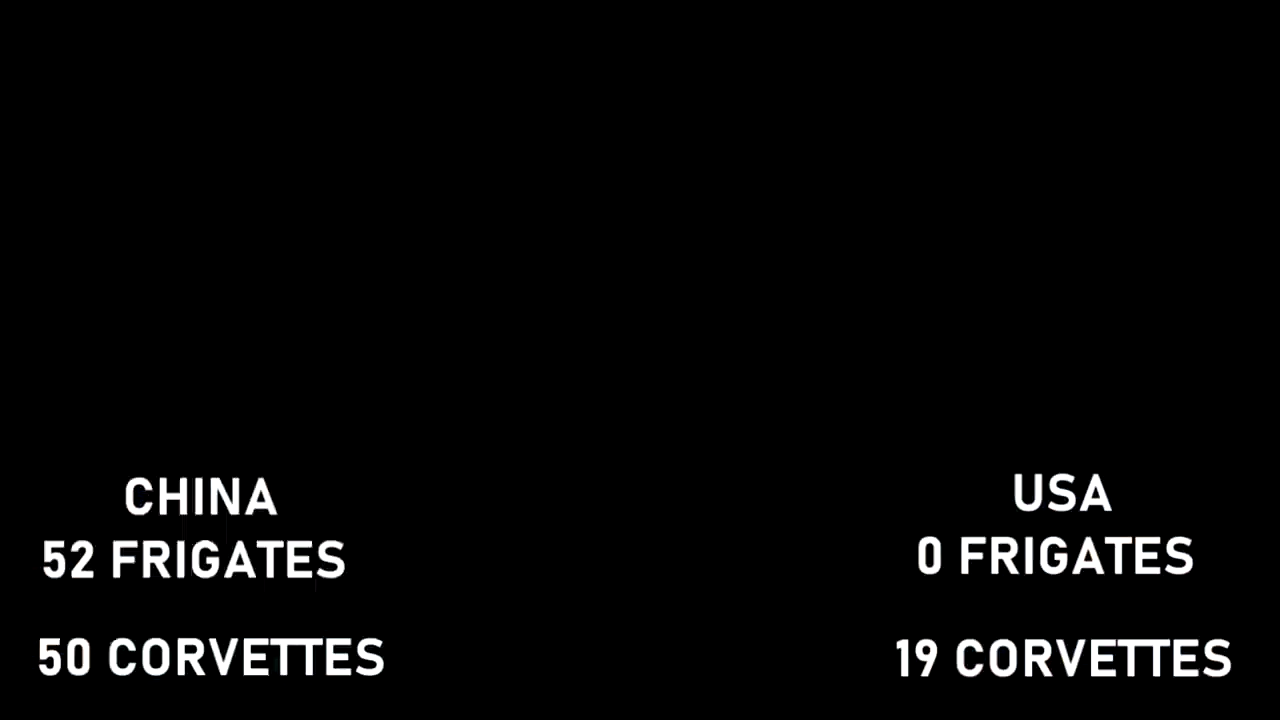 CHINA
52 FRIGATES
50 CORVETTES
USA
0 FRIGATES
19 CORVETTES